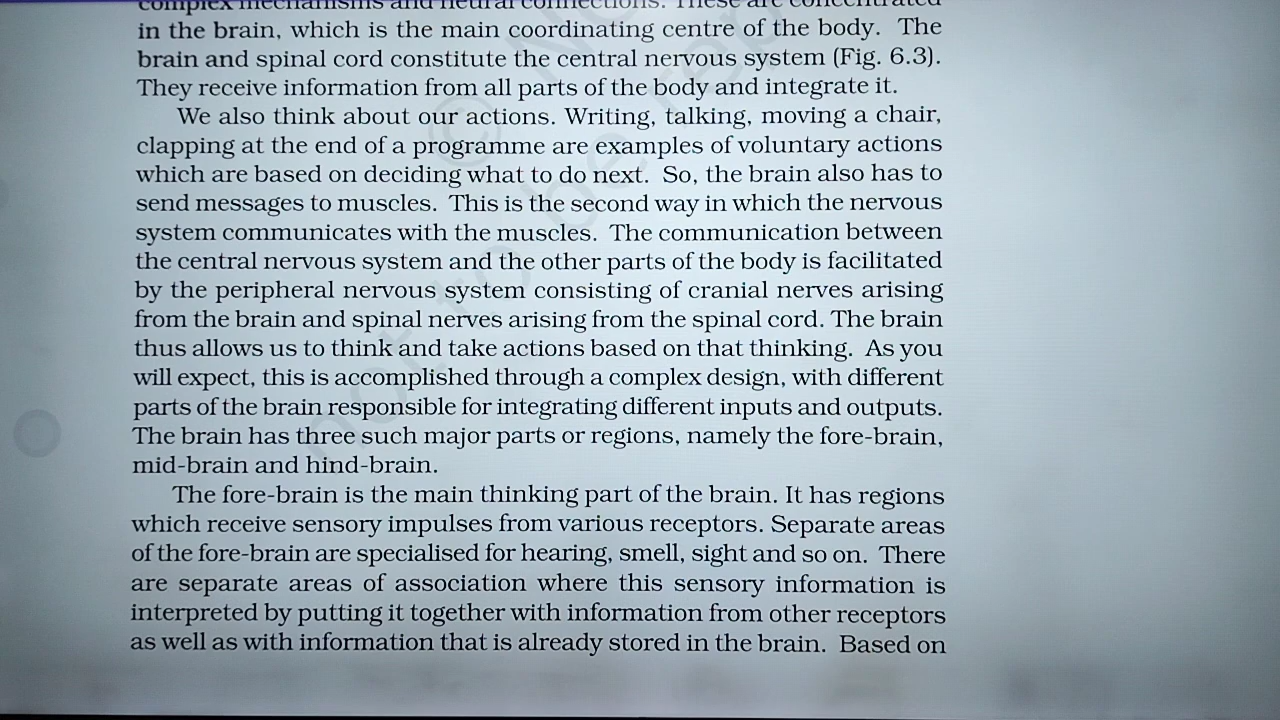 complex mechanisms and neural connections. These are concentrated
in the brain, which is the main coordinating centre of the body. The
brain and spinal cord constitute the central nervous system (Fig. 6.3).
They receive information from all parts of the body and integrate it.
We also think about our actions. Writing, talking, moving a chair,
clapping at the end of a programme are examples of voluntary actions
which are based on deciding what to do next. So, the brain also has to
send messages to muscles. This is the second way in which the nervous
system communicates with the muscles. The communication between
the central nervous system and the other parts of the body is facilitated
by the peripheral nervous system consisting of cranial nerves arising
from the brain and spinal nerves arising from the spinal cord. The brain
thus allows us to think and take actions based on that thinking. As you
will expect, this is accomplished through a complex design, with different
parts of the brain responsible for integrating different inputs and outputs.
The brain has three such major parts or regions, namely the fore-brain,
mid-brain and hind-brain.
The fore-brain is the main thinking part of the brain. It has regions
which receive sensory impulses from various receptors. Separate areas
of the fore-brain are specialised for hearing, smell, sight and so on. There
are separate areas of association where this sensory information is
interpreted by putting it together with information from other receptors
as well as with information that is already stored in the brain. Based on